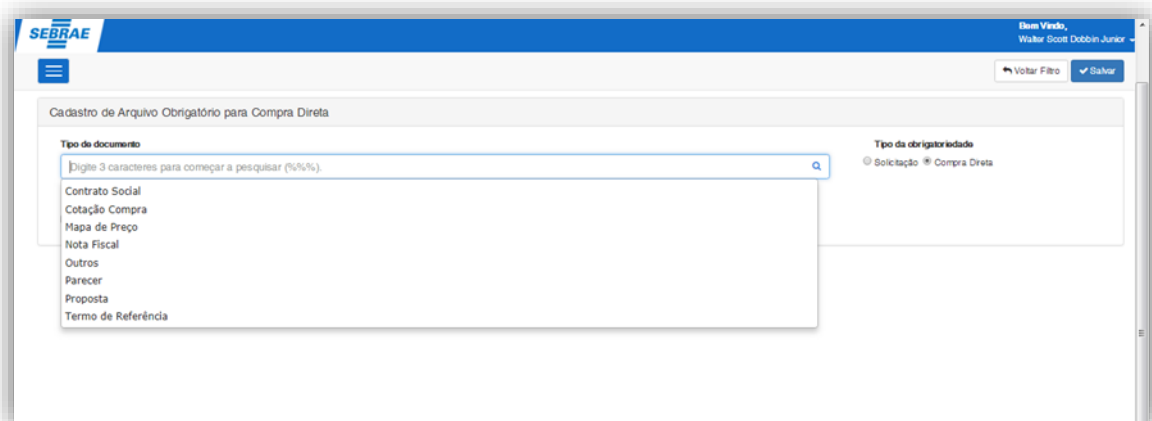 SEBRAE
Bem Vindo,
Walter Scott Dobbin Junior
Voltar Filtro
Salvar
Cadastro de Arquivo Obrigatório para Compra Direta
Tipo de documento
Tipo da obrigatoriedade
Digite 3 caracteres para começar a pesquisar (%%%).
Solicitação Compra Direta
Contrato Social
Cotação Compra
Mapa de Preço
Nota Fiscal
Outros
Parecer
Proposta
Termo de Referência